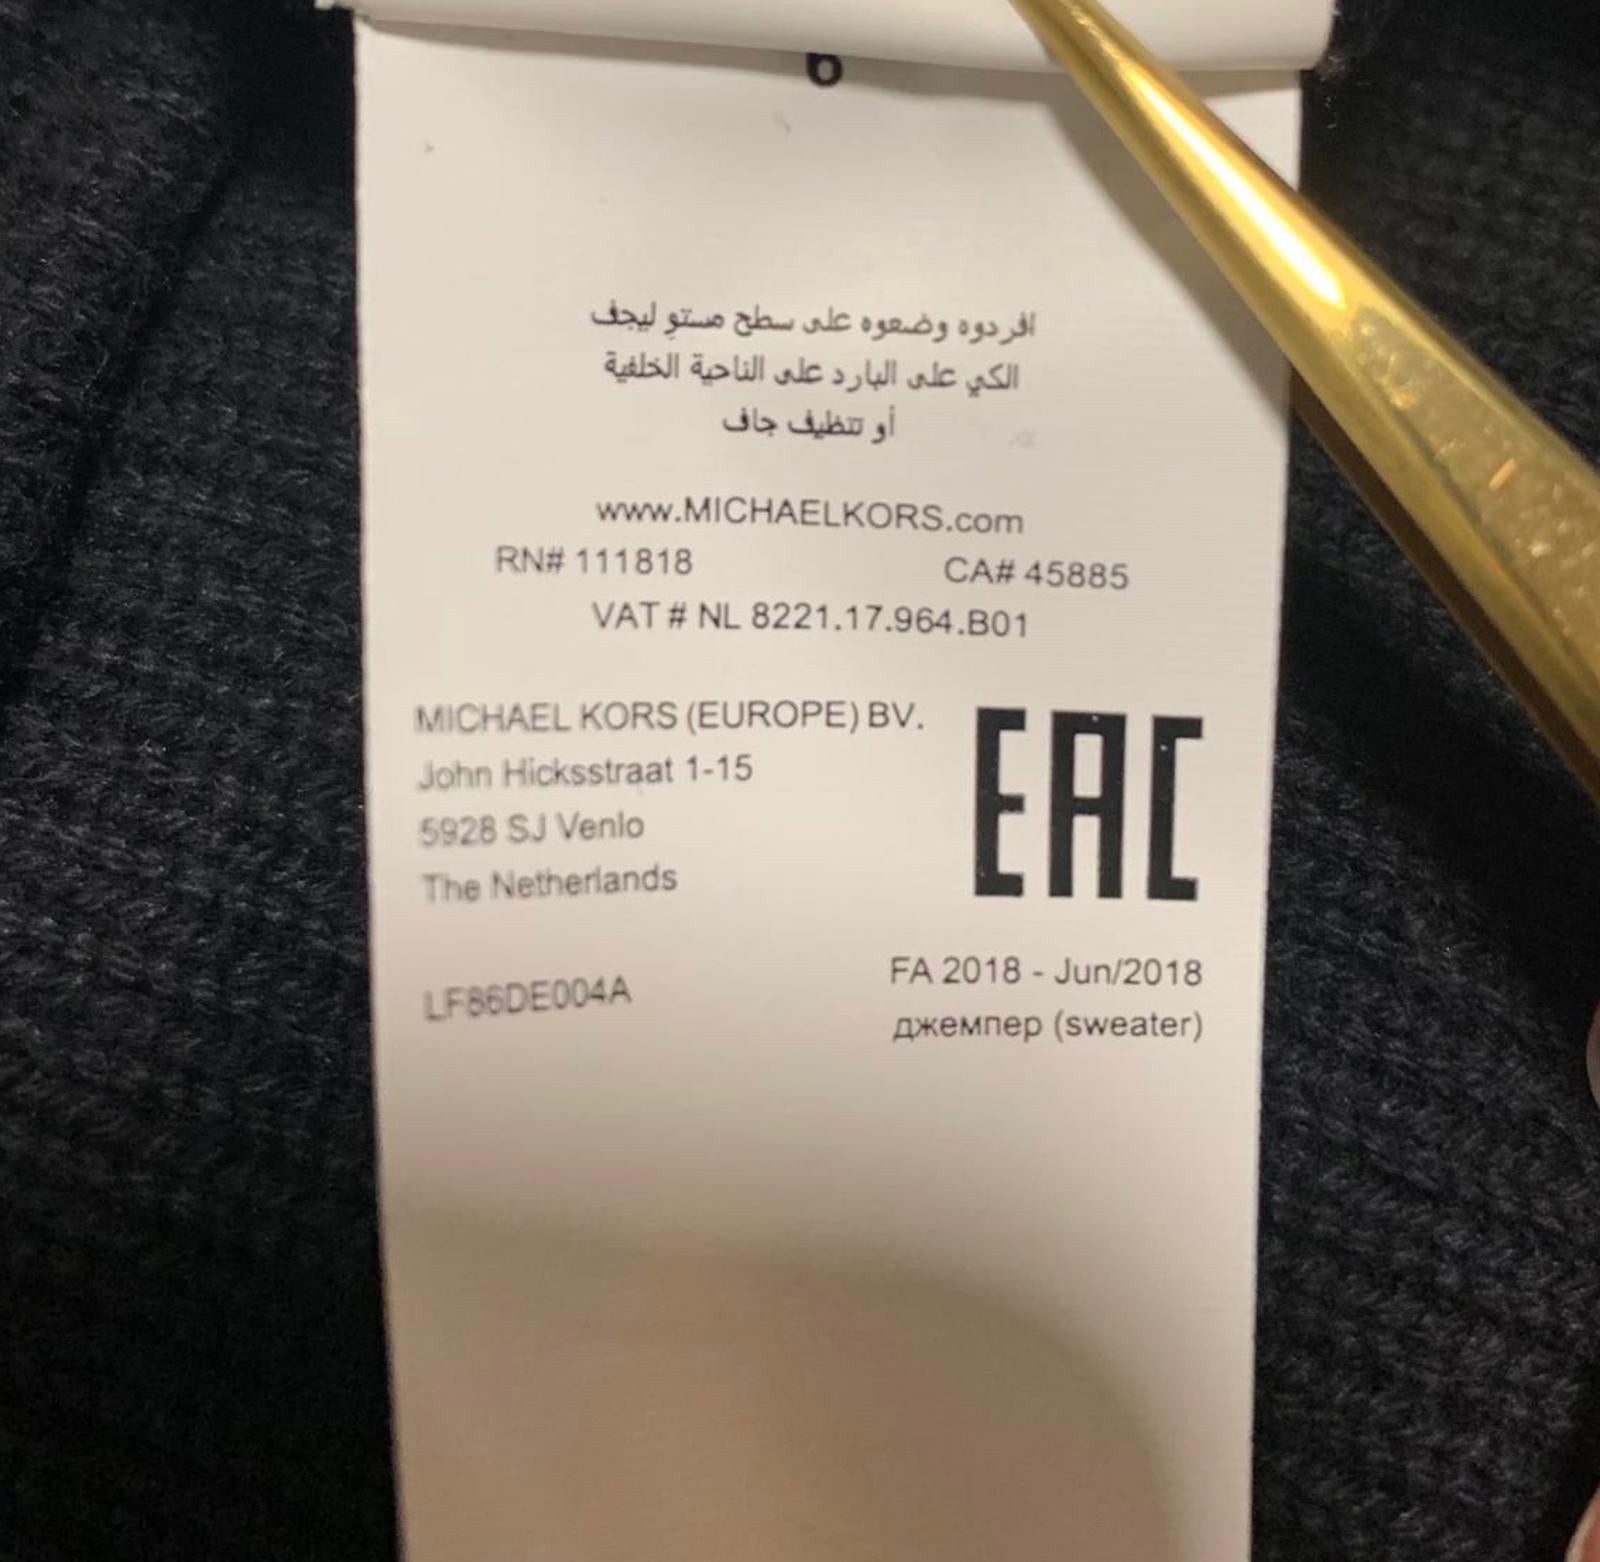 6
افردوه وضعوه على سطح مستوٍ ليجف
الكي على البارد على الناحية الخلفية
أو تنظيف جاف
www.MICHAELKORS.com
RN# 111818 CA# 45885
VAT # NL 8221.17.964.B01
MICHAEL KORS (EUROPE) BV.
John Hicksstraat 1-15
5928 SJ Venlo
The Netherlands
EAC
LF86DE004A
FA 2018 - Jun/2018
джемпер (sweater)